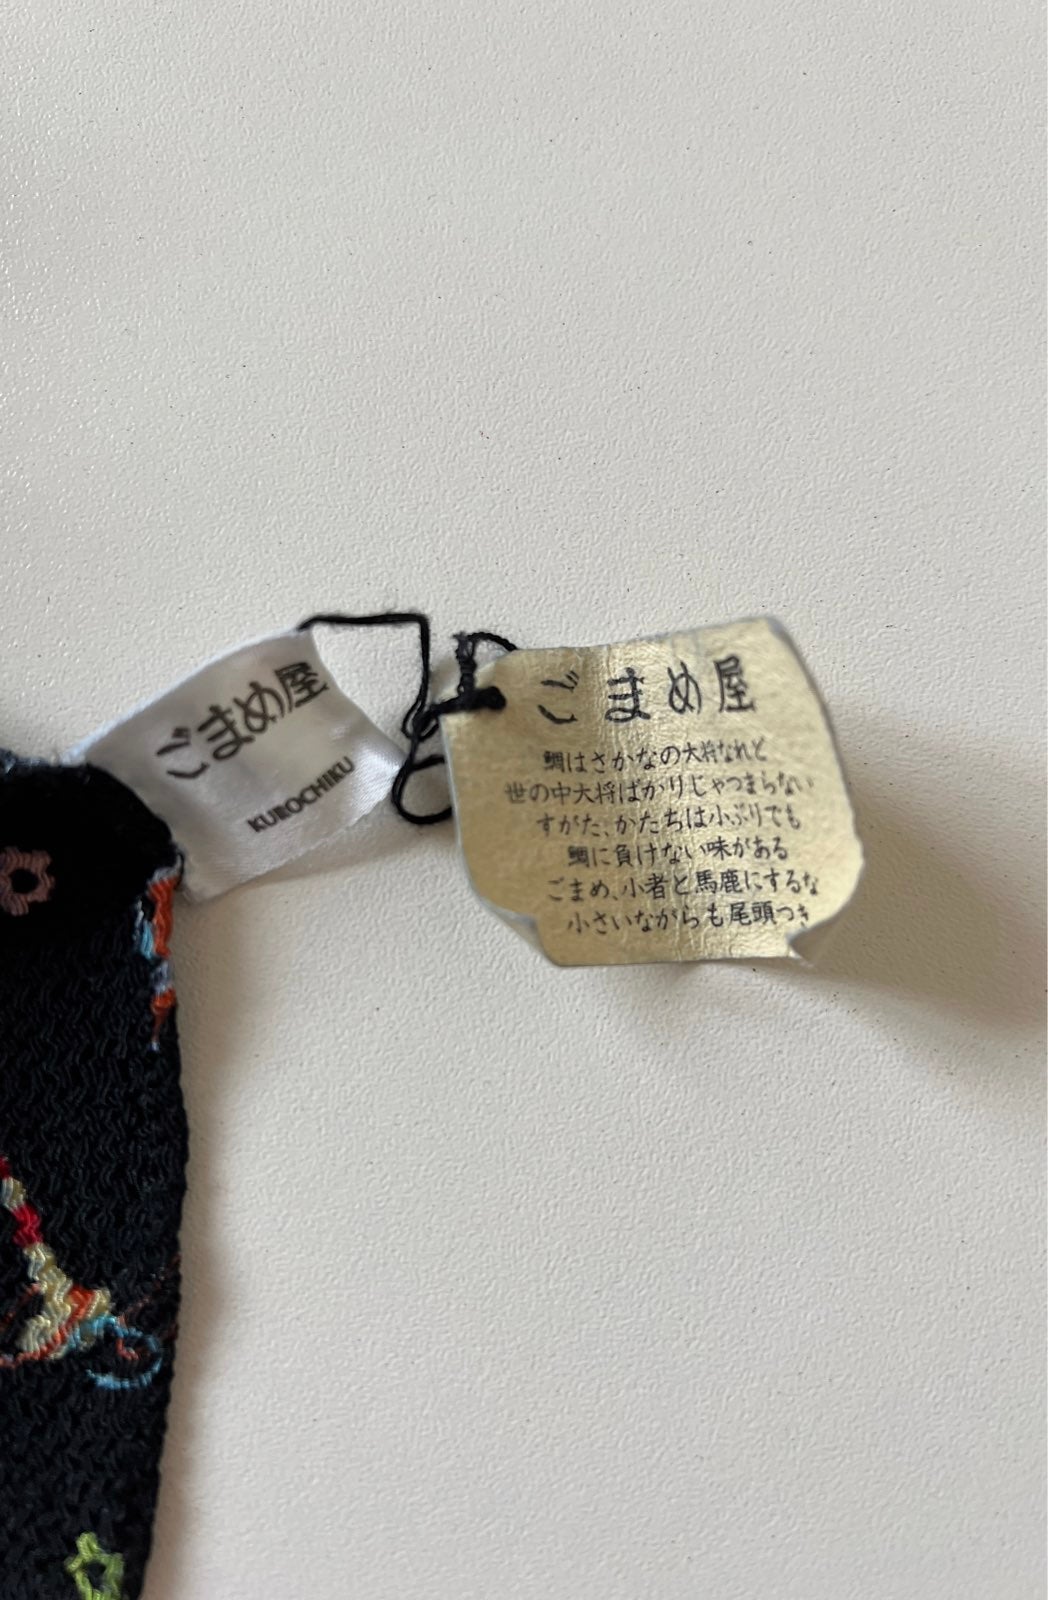 ごまめ屋
KUROCHIKU
ごまめ屋
鯛はさかなの大将なれど
世の中大将ばかりじゃつまらない
すがた、かたちは小ぶりでも
鯛に負けない味がある
ごまめ、小者と馬鹿にするな
小さいながらも尾頭つき